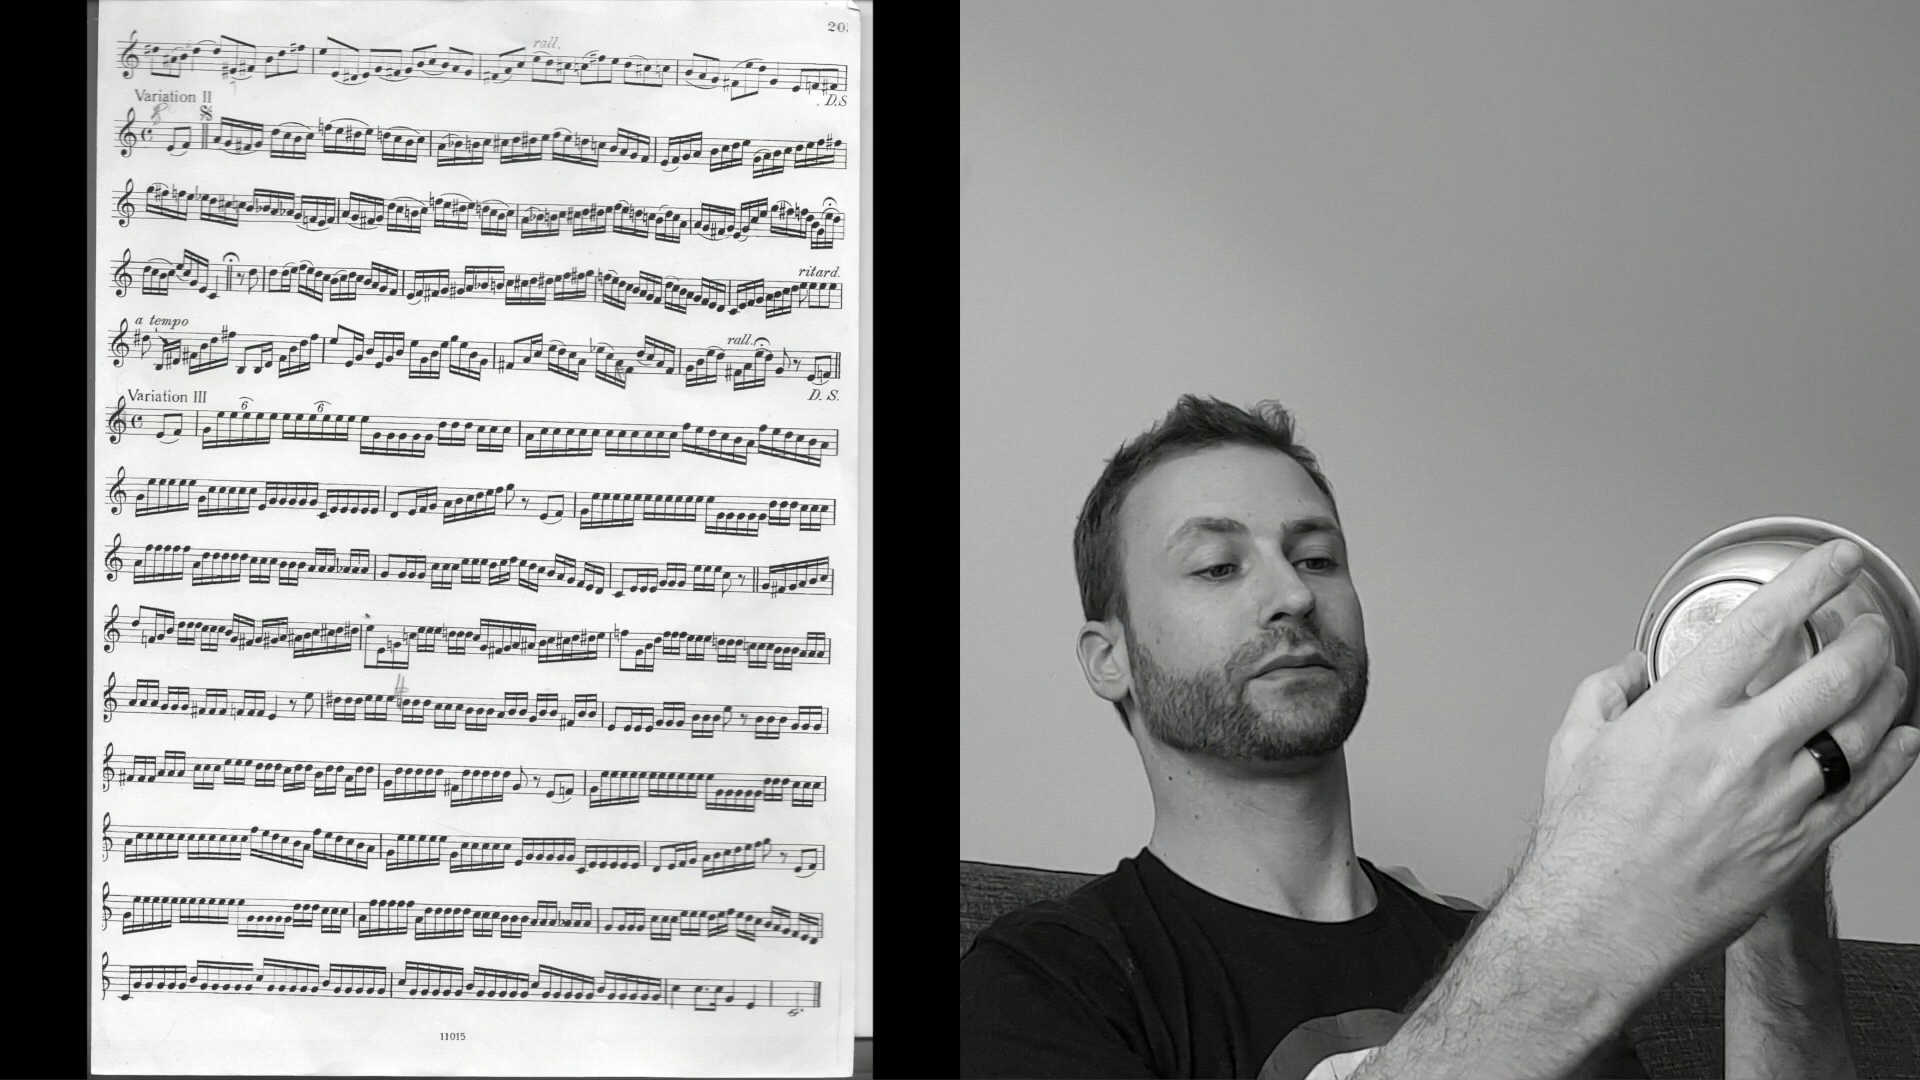 20
rall.
D.S
Variation II
ritard.
a tempo
rall.
D. S.
Variation III
6 6
11015